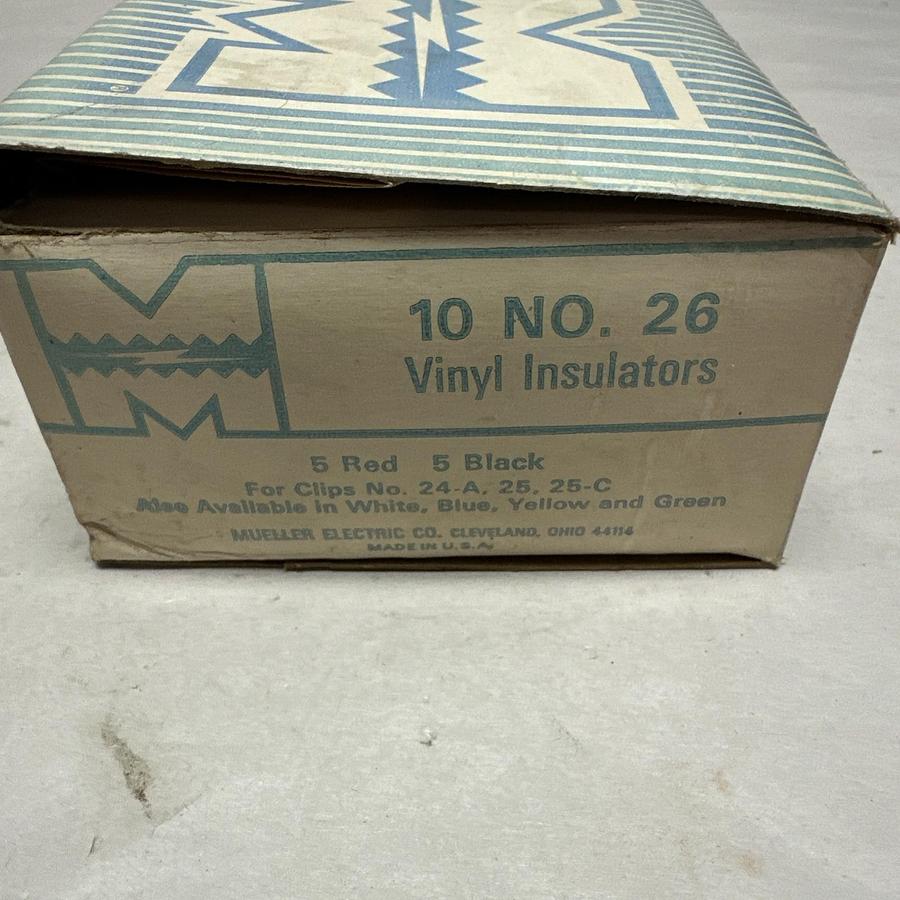 10 NO. 26
Vinyl Insulators
5 Red 5 Black
For Clips No. 24-A, 25, 25-C
Also Available in White, Blue, Yellow and Green
MUELLER ELECTRIC CO. CLEVELAND, OHIO 44114
MADE IN U.S.A.